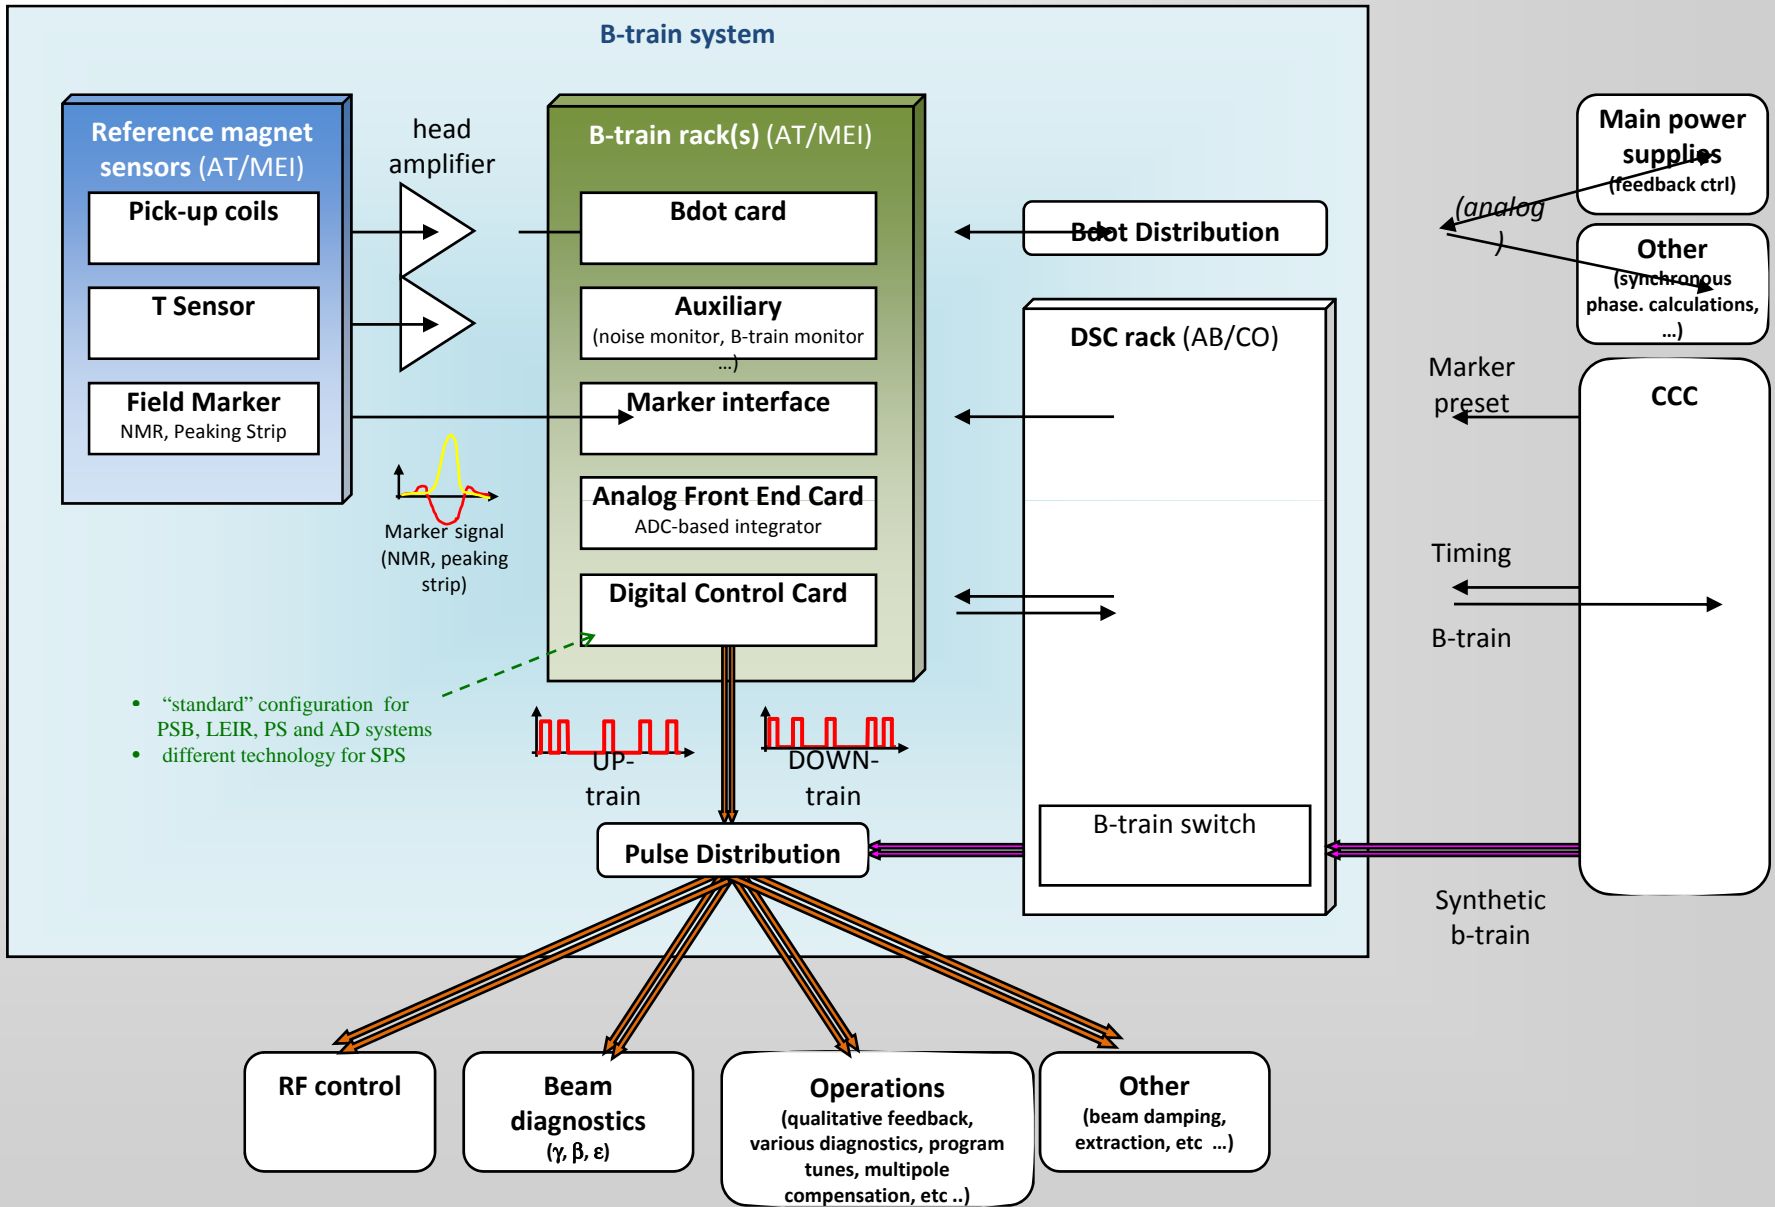 B-train system
Reference magnet
sensors (AT/MEI)
Pick-up coils
T Sensor
Field Marker
NMR, Peaking Strip
head
amplifier
Marker signal
(NMR, peaking
strip)
B-train rack(s) (AT/MEI)
Bdot card
Auxiliary
(noise monitor, B-train monitor
...)
Marker interface
Analog Front End Card
ADC-based integrator
Digital Control Card
• “standard” configuration for
PSB, LEIR, PS and AD systems
• different technology for SPS
UP-
train
DOWN-
train
Pulse Distribution
Bdot Distribution
DSC rack (AB/CO)
B-train switch
(analog
)
Main power
supplies
(feedback ctrl)
Other
(synchronous
phase. calculations,
...)
Marker
preset
CCC
Timing
B-train
Synthetic
b-train
RF control
Beam
diagnostics
(γ, β, ε)
Operations
(qualitative feedback,
various diagnostics, program
tunes, multipole
compensation, etc ..)
Other
(beam damping,
extraction, etc ...)